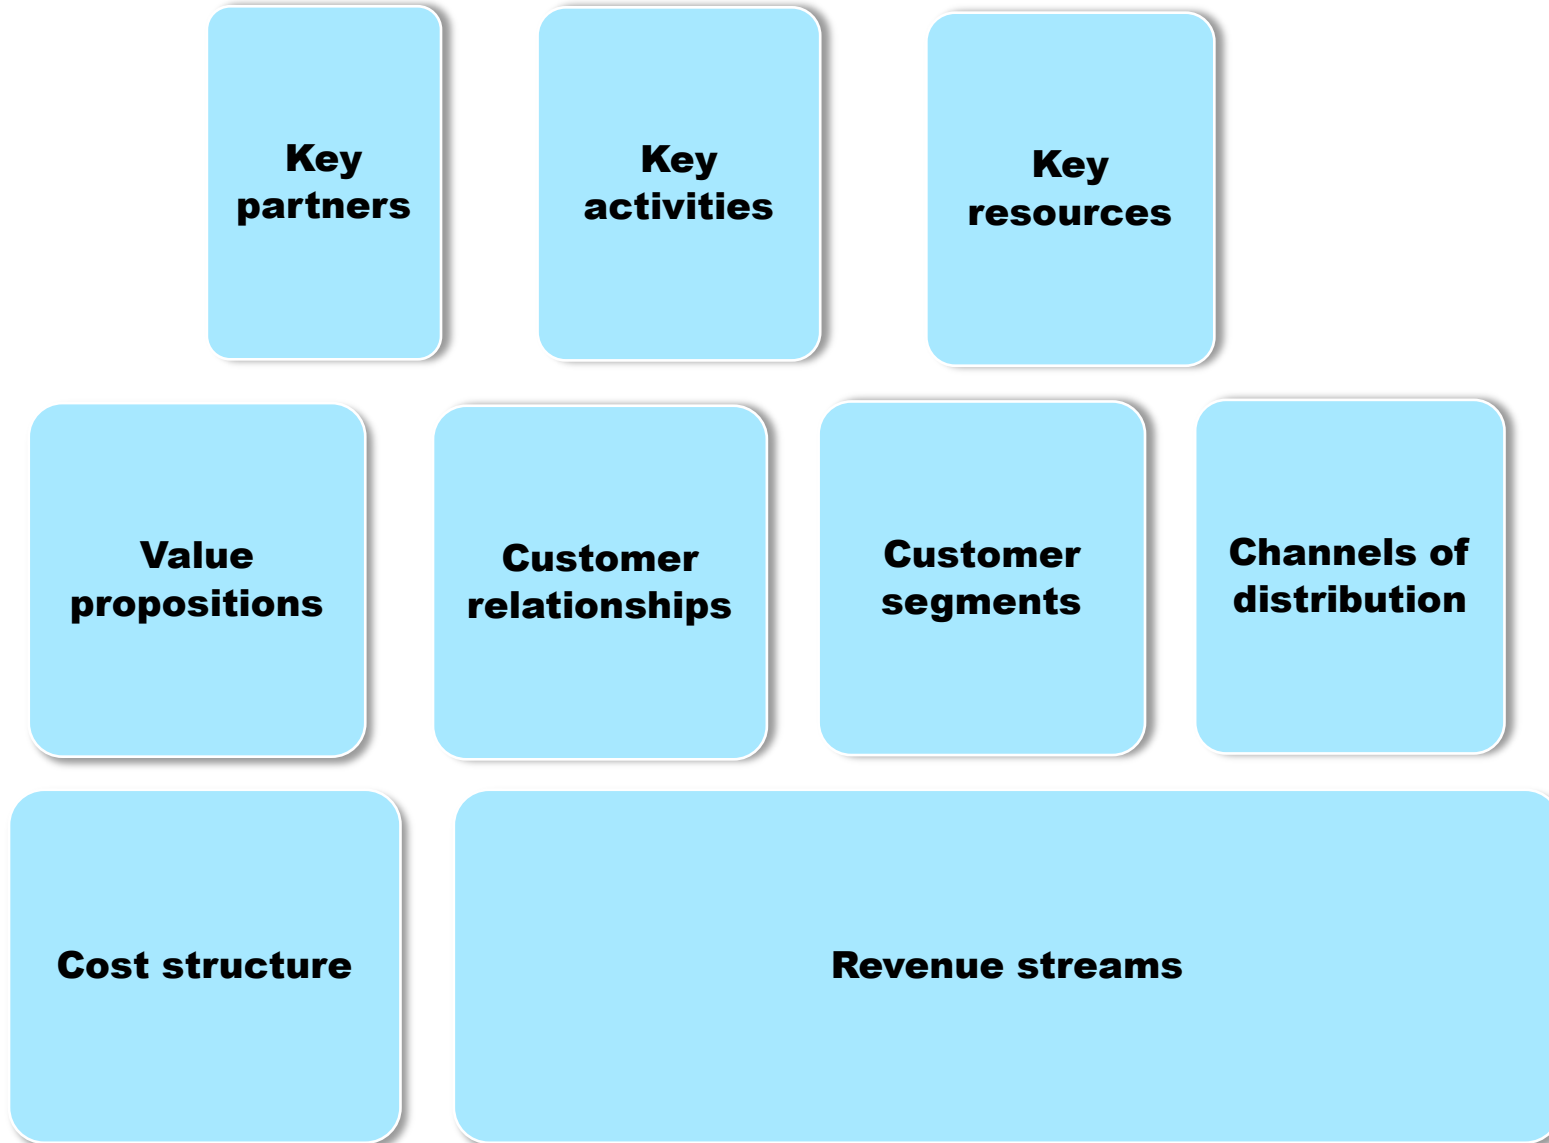 Key
partners
Key
activities
Key
resources
Value
propositions
Customer
relationships
Customer
segments
Channels of
distribution
Cost structure
Revenue streams